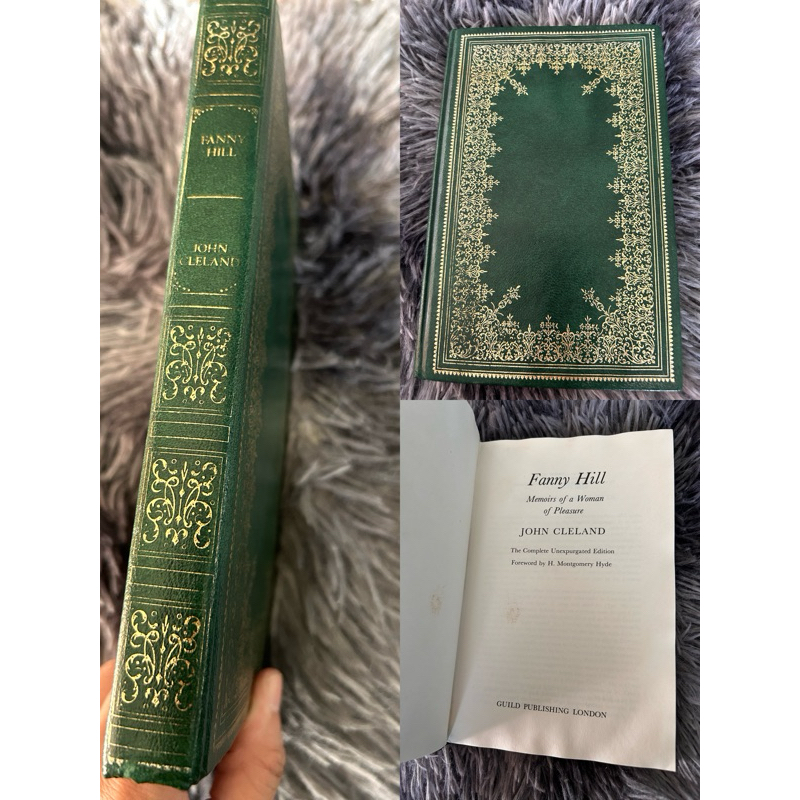 FANNY
HILL
JOHN
CLELAND
Fanny Hill
Memoirs of a Woman
of Pleasure
JOHN CLELAND
The Complete Unexpurgated Edition
Foreword by H. Montgomery Hyde
GUILD PUBLISHING LONDON